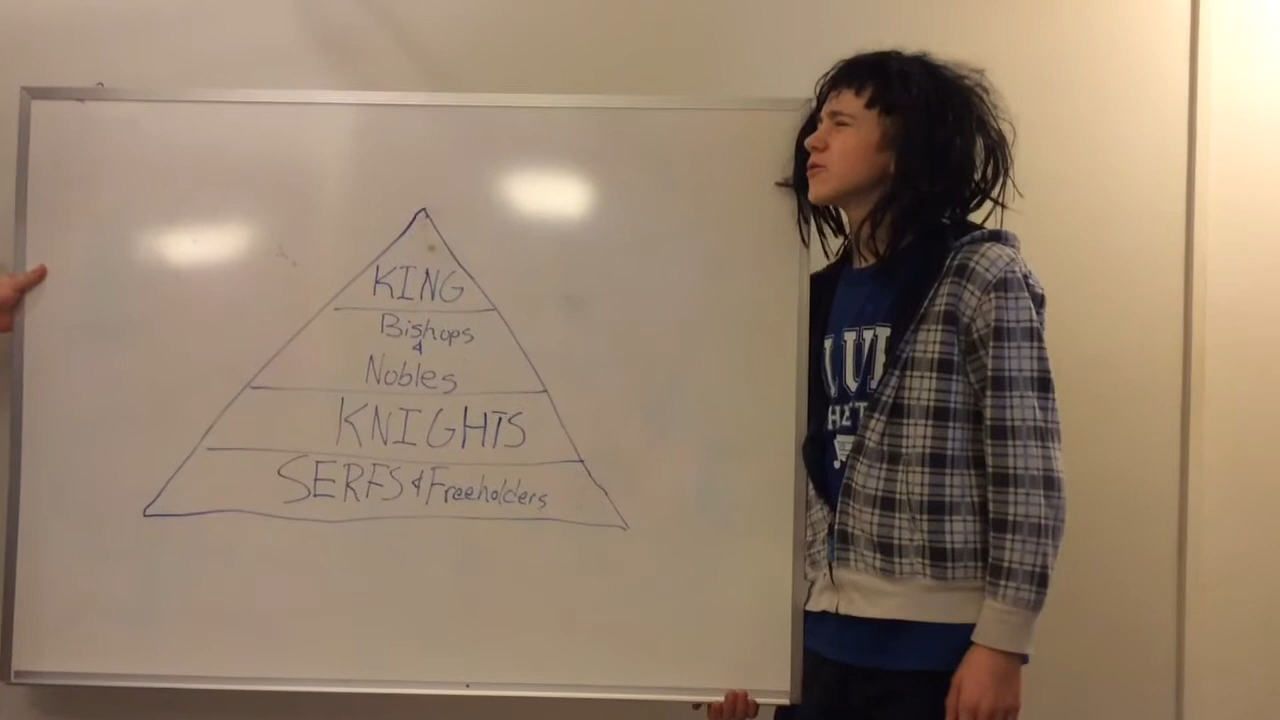 KING
Bishops
&
Nobles
KNIGHTS
SERFS & Freeholders